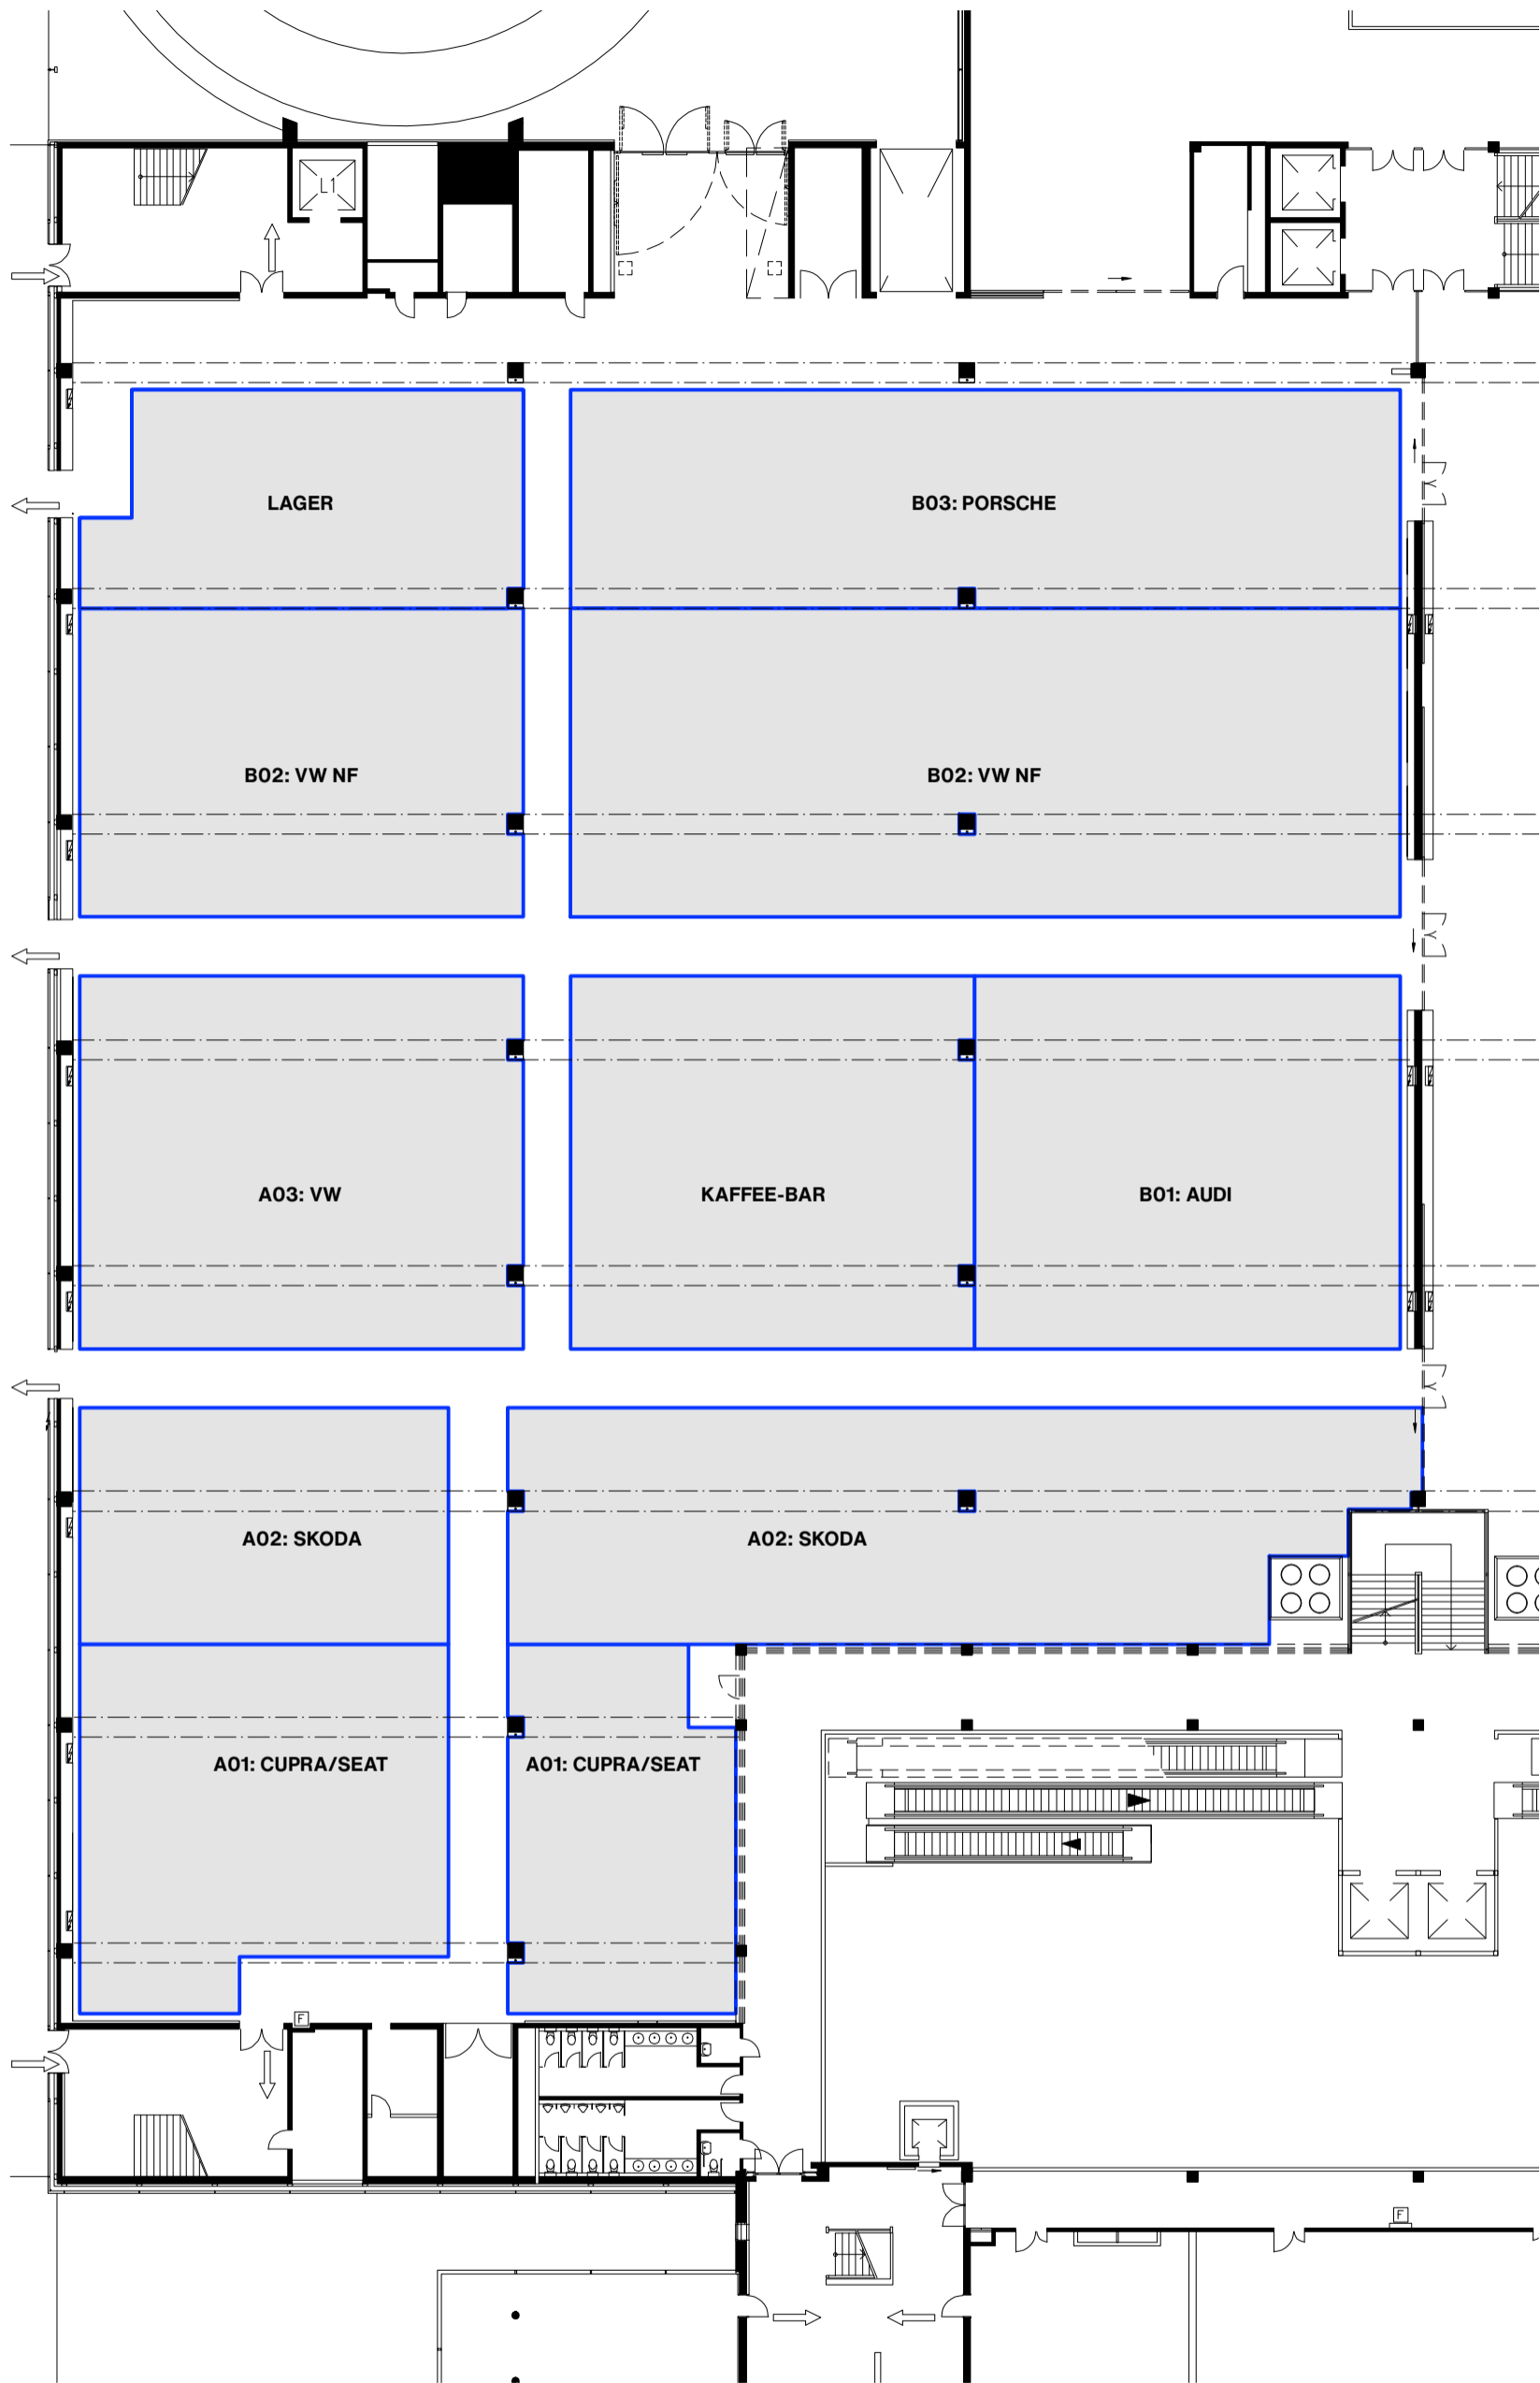 L1
LAGER
B03: PORSCHE
B02: VW NF
B02: VW NF
A03: VW
KAFFEE-BAR
B01: AUDI
A02: SKODA
A02: SKODA
A01: CUPRA/SEAT
A01: CUPRA/SEAT
F
F